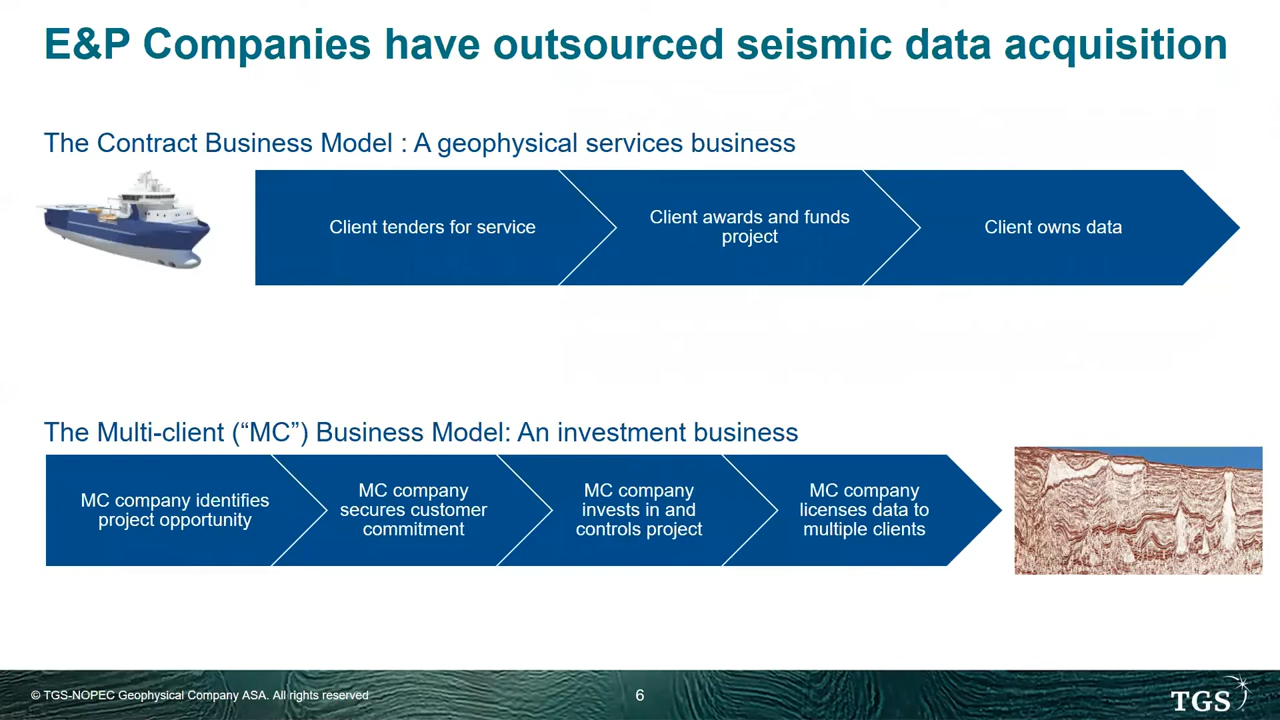 E&P Companies have outsourced seismic data acquisition
The Contract Business Model : A geophysical services business
Client tenders for service
Client awards and funds
project
Client owns data
The Multi-client (“MC”) Business Model: An investment business
MC company identifies
project opportunity
MC company
secures customer
commitment
MC company
invests in and
controls project
MC company
licenses data to
multiple clients
© TGS-NOPEC Geophysical Company ASA. All rights reserved
6
TGS